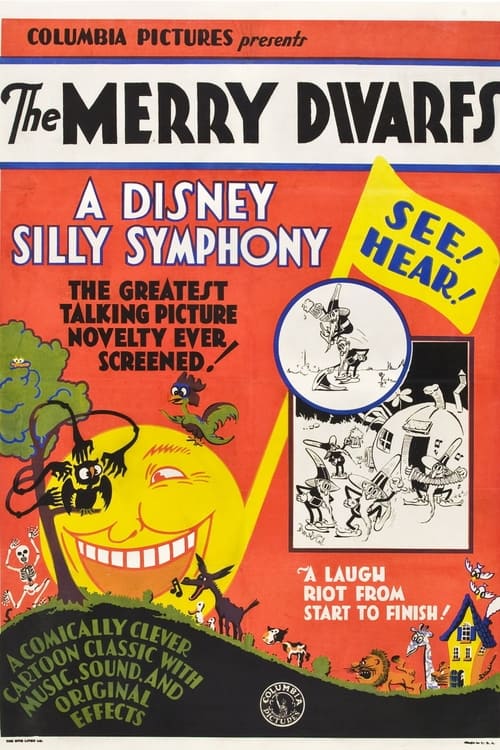 COLUMBIA PICTURES presents
The MERRY DWARFS
A DISNEY
SILLY SYMPHONY
SEE!
HEAR!
THE GREATEST
TALKING PICTURE
NOVELTY EVER
SCREENED!
A LAUGH
RIOT FROM
START TO FINISH!
A COMICALLY CLEVER
CARTOON CLASSIC WITH
MUSIC, SOUND, AND
ORIGINAL
EFFECTS
COLUMBIA
PICTURES